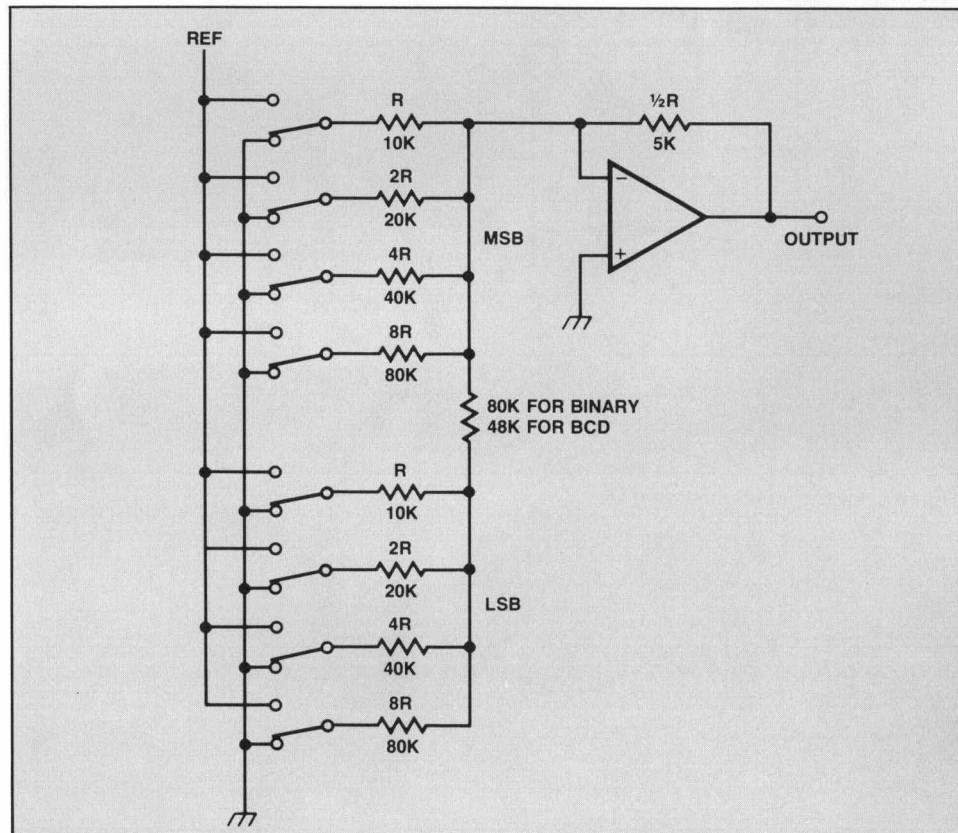 REF
R
10K
½R
5K
2R
20K
−
+
OUTPUT
MSB
4R
40K
8R
80K
80K FOR BINARY
48K FOR BCD
R
10K
2R
20K
LSB
4R
40K
8R
80K